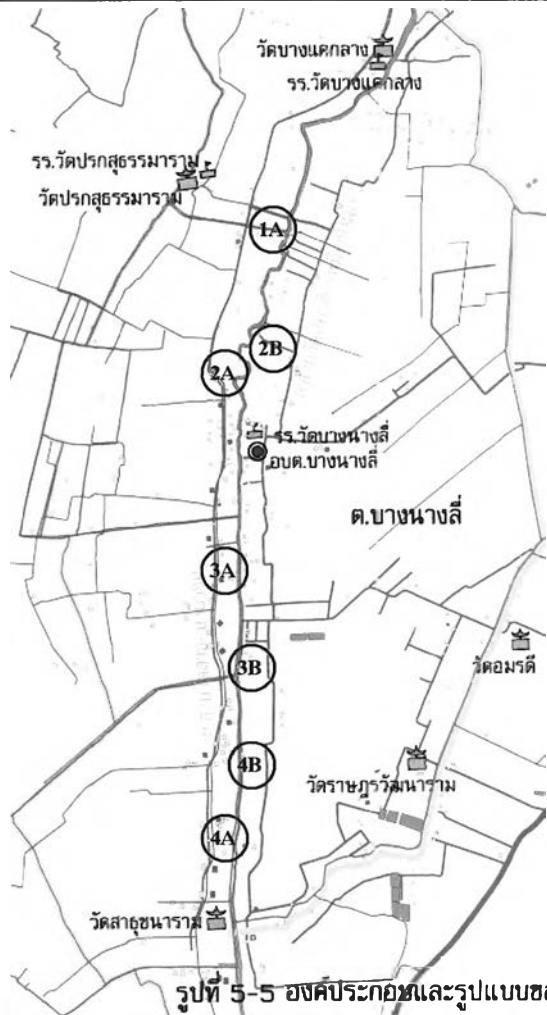 วัดบางแคกลาง
รร.วัดบางแคกลาง
รร.วัดปรกสุธรรมาราม
วัดปรกสุธรรมาราม
1A
2B
2A
รร.วัดบางนางลี่
อบต.บางนางลี่
ต.บางนางลี่
3A
วัดอมรดี
3B
4B
วัดราษฎร์วัฒนาราม
4A
วัดสาธุชนาราม
รูปที่ 5-5 องค์ประกอบและรูปแบบขอ